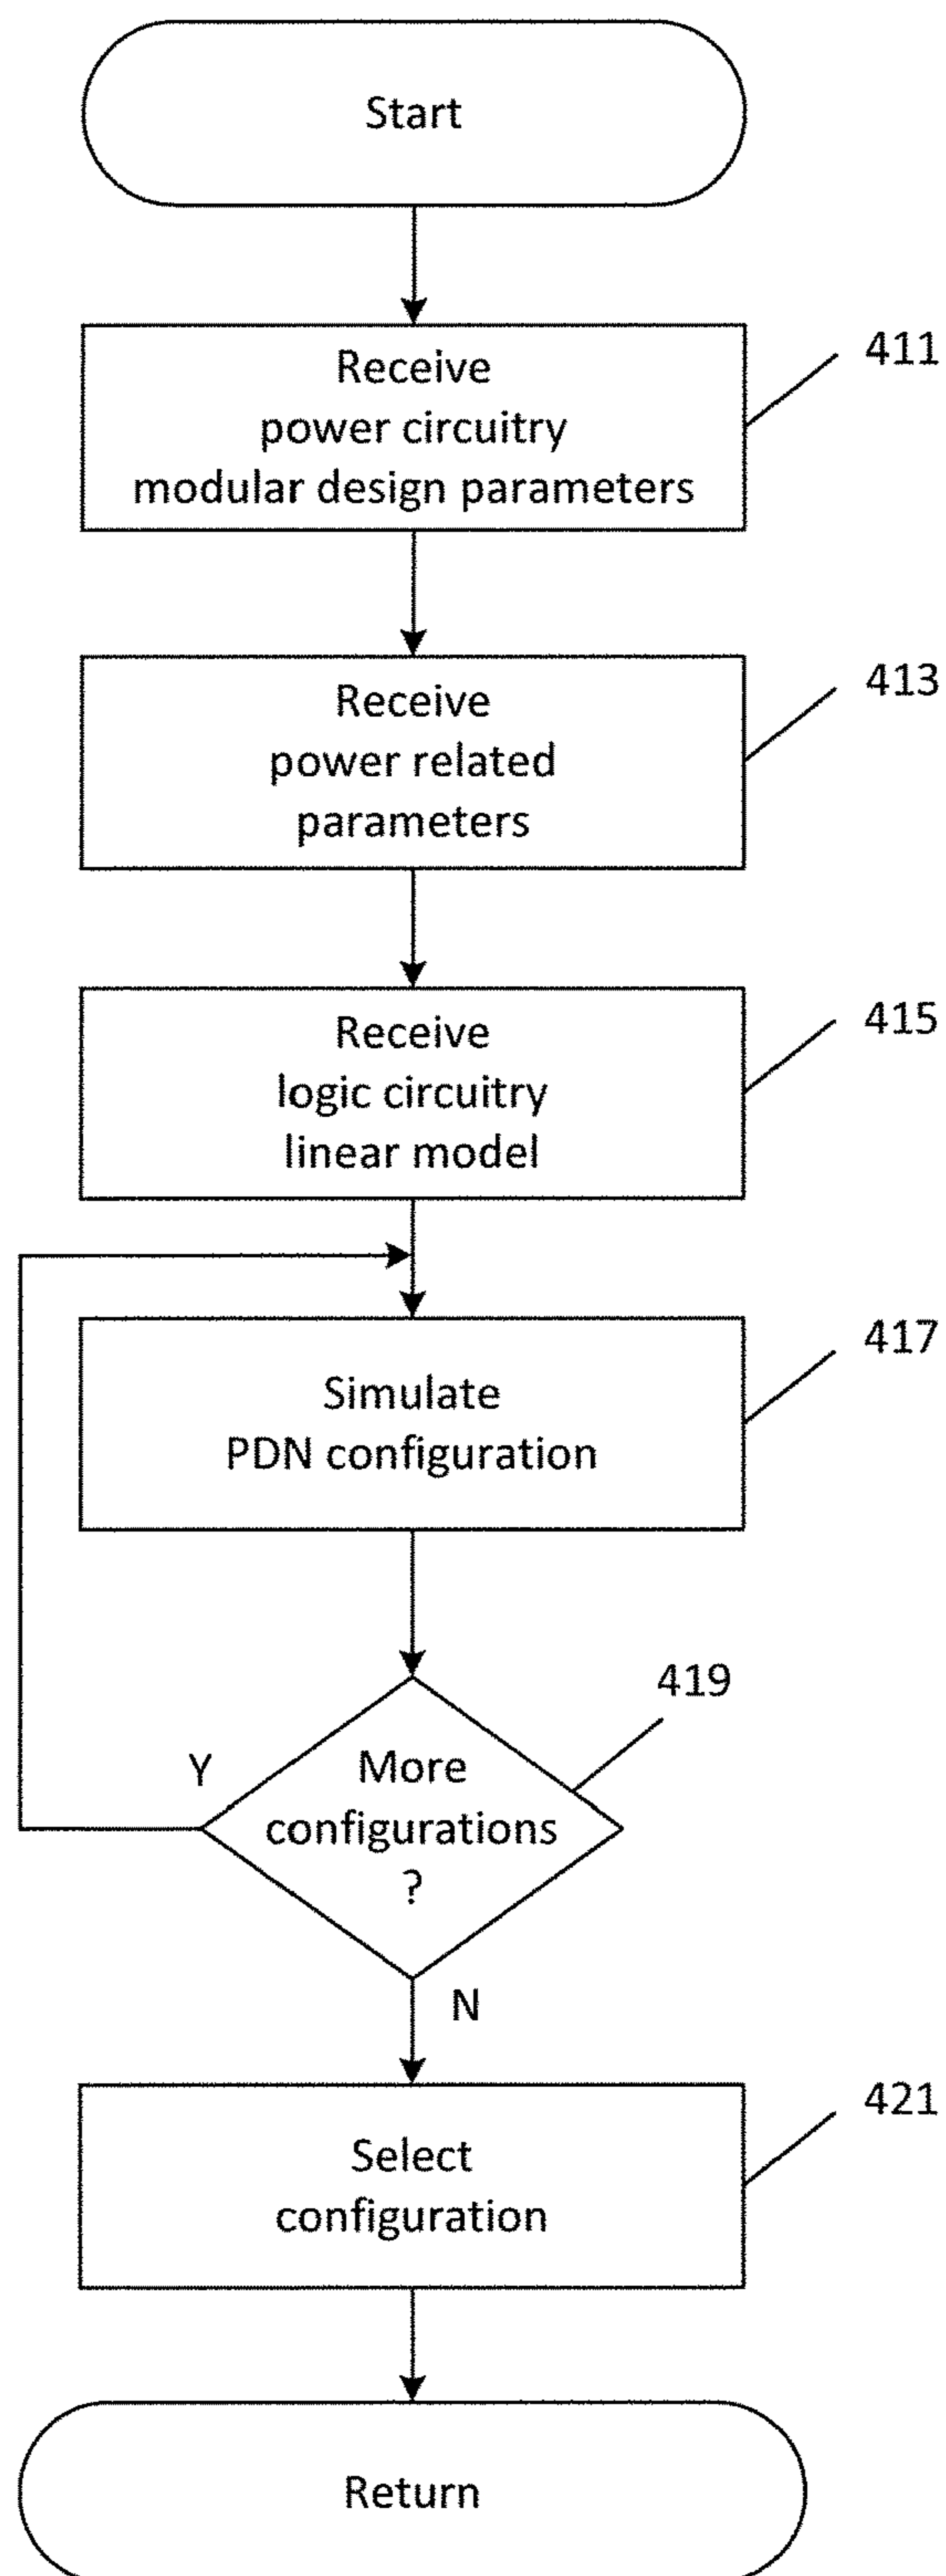 Start
Receive
power circuitry
modular design parameters
411
Receive
power related
parameters
413
Receive
logic circuitry
linear model
415
Simulate
PDN configuration
417
419
Y
More
configurations
?
N
Select
configuration
421
Return